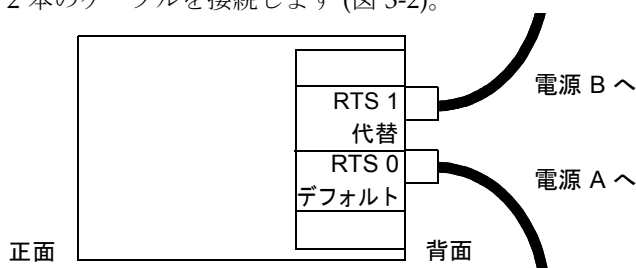 2 本のケーブルを接続します (図 3-2)。
RTS 1
代替
RTS 0
デフォルト
電源 B へ
電源 A へ
正面
背面